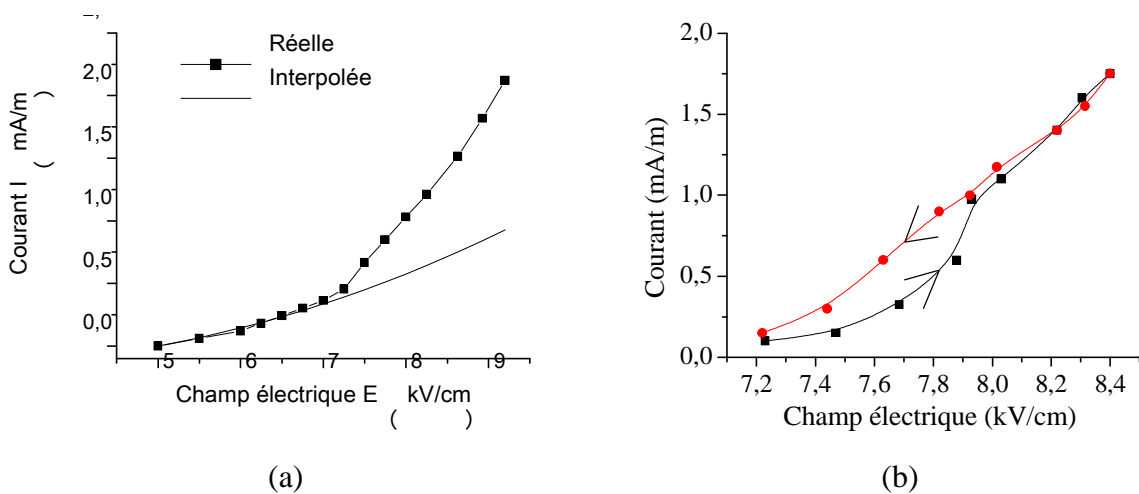 2,
Réelle
Interpolée
2,0
1,5
1,0
0,5
0,0
Courant I ( mA/m )
5 6 7 8 9
Champ électrique E ( kV/cm )
(a)
2,0
1,5
1,0
0,5
0,0
Courant (mA/m)
7,2 7,4 7,6 7,8 8,0 8,2 8,4
Champ électrique (kV/cm)
(b)